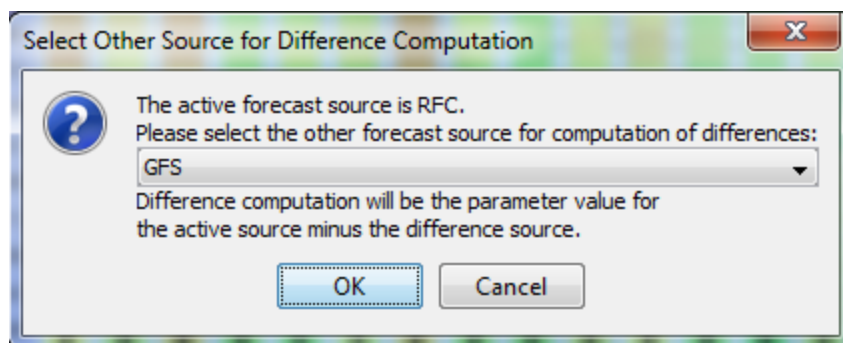 Select Other Source for Difference Computation
The active forecast source is RFC.
Please select the other forecast source for computation of differences:
GFS
Difference computation will be the parameter value for
the active source minus the difference source.
OK Cancel